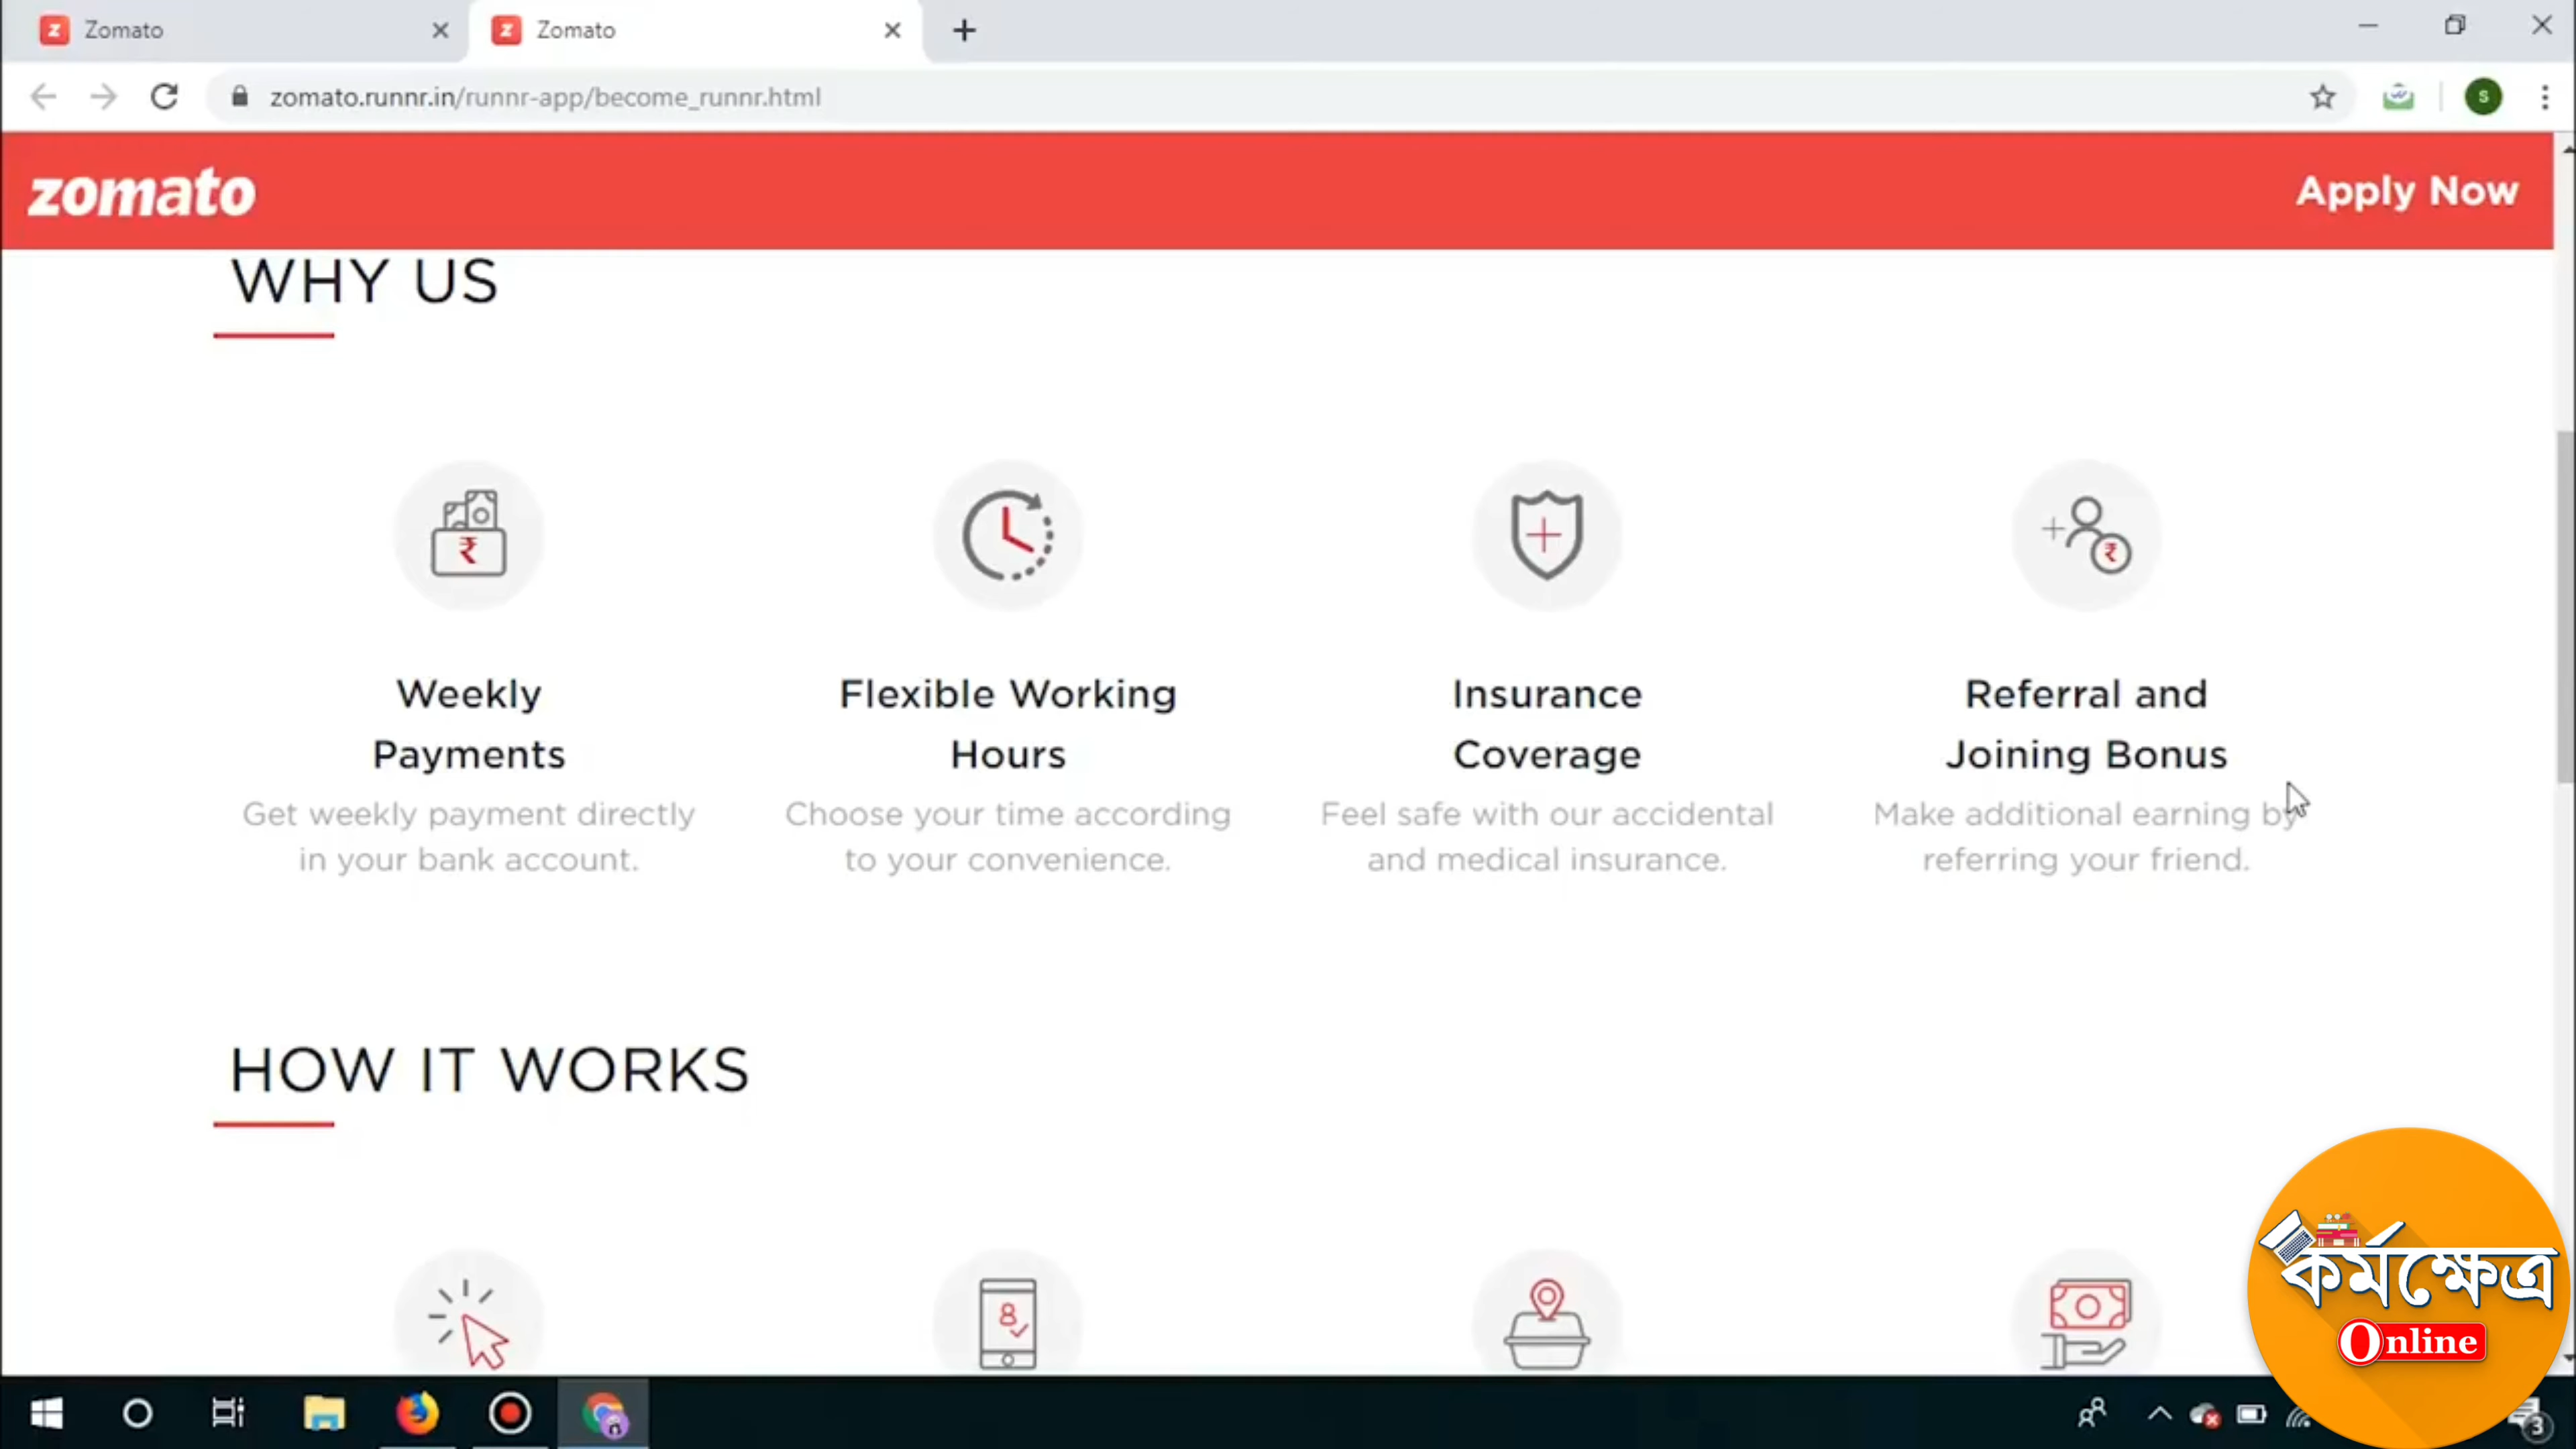 Zomato
Zomato
zomato.runnr.in/runnr-app/become_runnr.html
S
zomato
Apply Now
WHY US
Weekly
Payments
Get weekly payment directly
in your bank account.
Flexible Working
Hours
Choose your time according
to your convenience.
Insurance
Coverage
Feel safe with our accidental
and medical insurance.
Referral and
Joining Bonus
Make additional earning by
referring your friend.
HOW IT WORKS
কর্মক্ষেত্র
Online
3